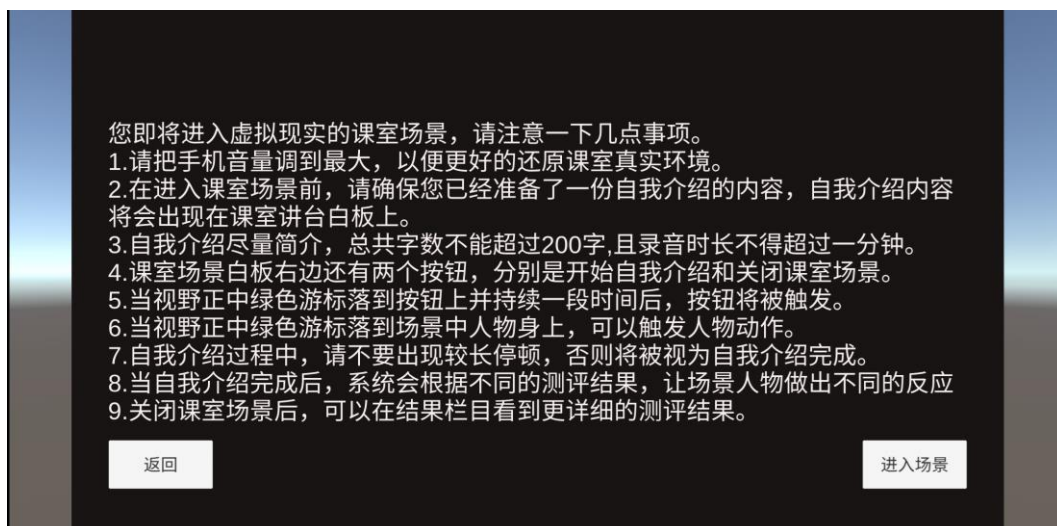 您即将进入虚拟现实的课室场景，请注意一下几点事项。
1.请把手机音量调到最大，以便更好的还原课室真实环境。
2.在进入课室场景前，请确保您已经准备了一份自我介绍的内容，自我介绍内容
将会出现在课室讲台白板上。
3.自我介绍尽量简介，总共字数不能超过200字,且录音时长不得超过一分钟。
4.课室场景白板右边还有两个按钮，分别是开始自我介绍和关闭课室场景。
5.当视野正中绿色游标落到按钮上并持续一段时间后，按钮将被触发。
6.当视野正中绿色游标落到场景中人物身上，可以触发人物动作。
7.自我介绍过程中，请不要出现较长停顿，否则将被视为自我介绍完成。
8.当自我介绍完成后，系统会根据不同的测评结果，让场景人物做出不同的反应
9.关闭课室场景后，可以在结果栏目看到更详细的测评结果。
返回
进入场景